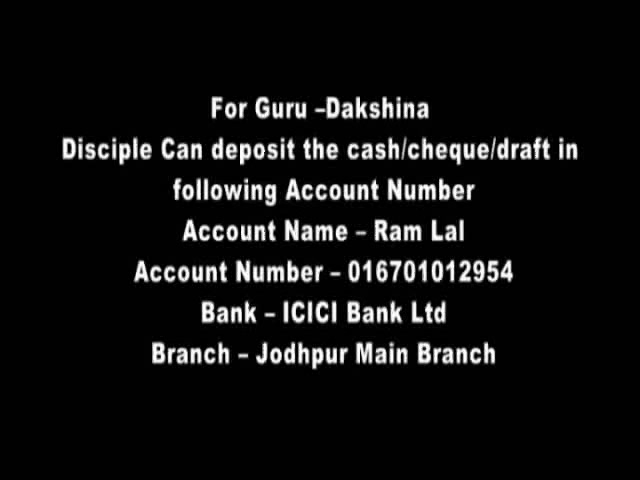 For Guru –Dakshina
Disciple Can deposit the cash/cheque/draft in
following Account Number
Account Name – Ram Lal
Account Number – 016701012954
Bank – ICICI Bank Ltd
Branch – Jodhpur Main Branch